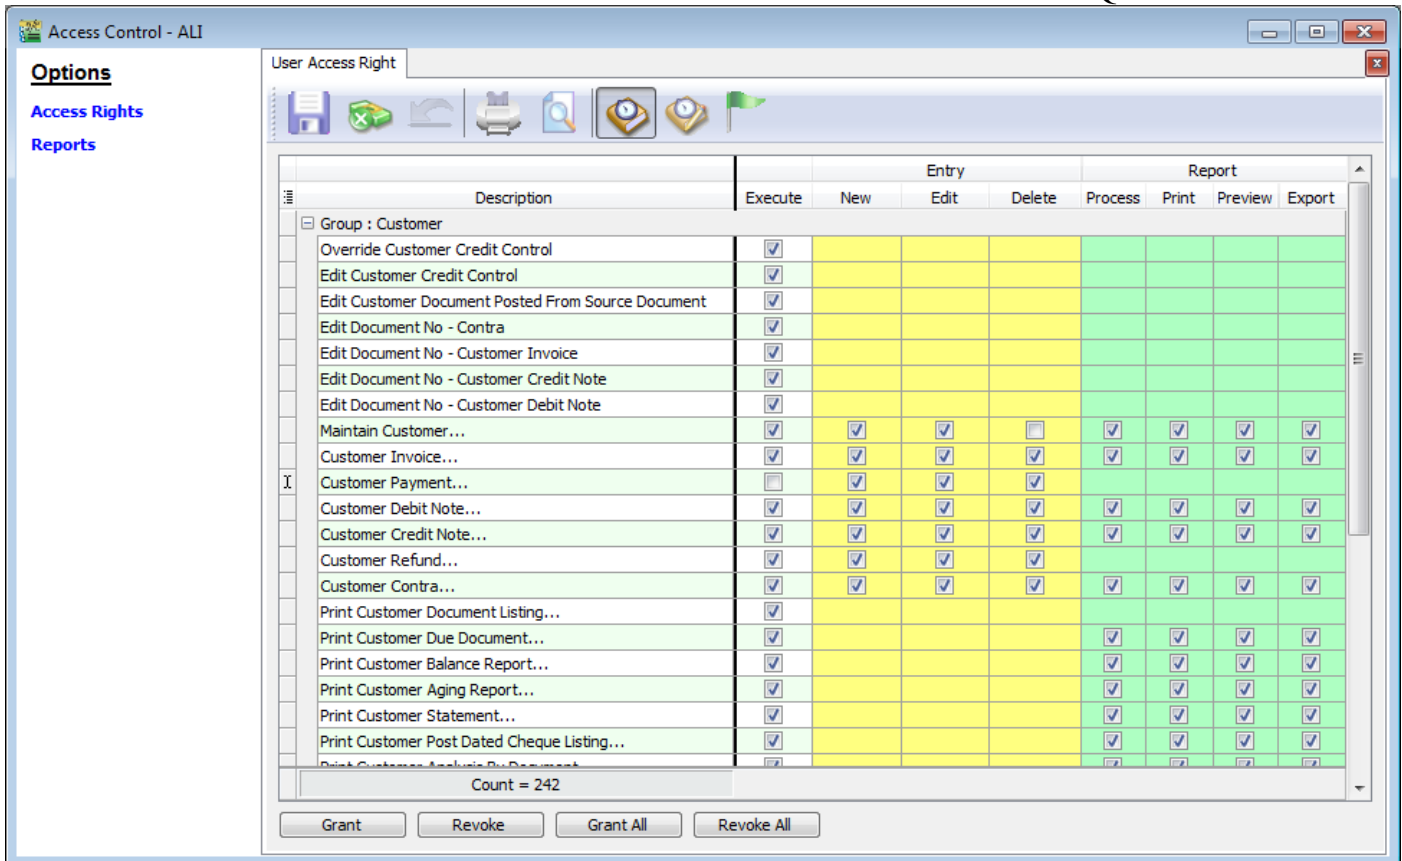 Access Control - ALI
Options
Access Rights
Reports
User Access Right
Entry Report
Description Execute New Edit Delete Process Print Preview Export
Group : Customer
Override Customer Credit Control
Edit Customer Credit Control
Edit Customer Document Posted From Source Document
Edit Document No - Contra
Edit Document No - Customer Invoice
Edit Document No - Customer Credit Note
Edit Document No - Customer Debit Note
Maintain Customer...
Customer Invoice...
Customer Payment...
Customer Debit Note...
Customer Credit Note...
Customer Refund...
Customer Contra...
Print Customer Document Listing...
Print Customer Due Document...
Print Customer Balance Report...
Print Customer Aging Report...
Print Customer Statement...
Print Customer Post Dated Cheque Listing...
Print Customer Analysis By Document
Count = 242
Grant Revoke Grant All Revoke All